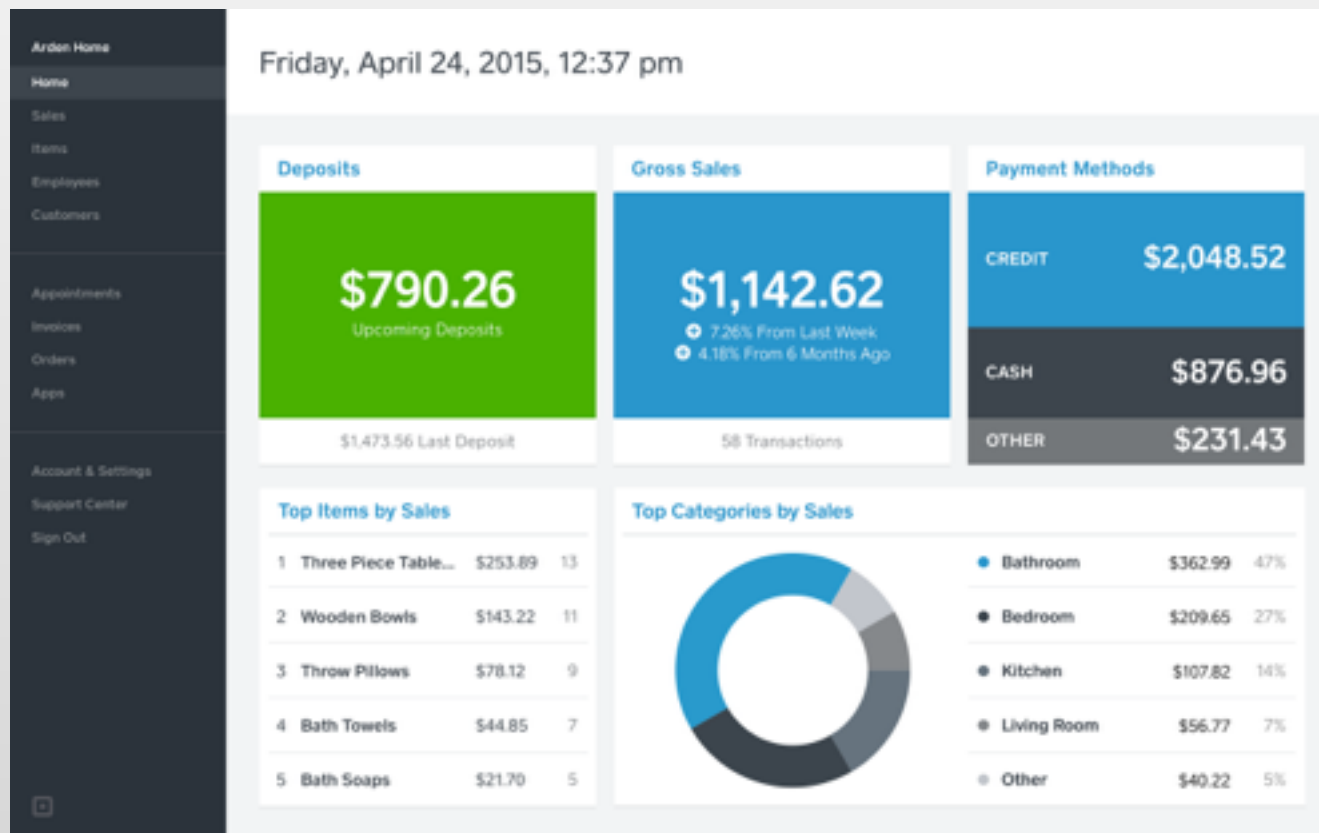 Arden Home
Home
Sales
Items
Employees
Customers
Appointments
Invoices
Orders
Apps
Account & Settings
Support Center
Sign Out
Friday, April 24, 2015, 12:37 pm
Deposits
$790.26
Upcoming Deposits
$1,473.56 Last Deposit
Gross Sales
$1,142.62
7.26% From Last Week
4.18% From 6 Months Ago
58 Transactions
Payment Methods
CREDIT $2,048.52
CASH $876.96
OTHER $231.43
Top Items by Sales
1 Three Piece Table... $253.89 13
2 Wooden Bowls $143.22 11
3 Throw Pillows $78.12 9
4 Bath Towels $44.85 7
5 Bath Soaps $21.70 5
Top Categories by Sales
Bathroom $362.99 47%
Bedroom $209.65 27%
Kitchen $107.82 14%
Living Room $56.77 7%
Other $40.22 5%